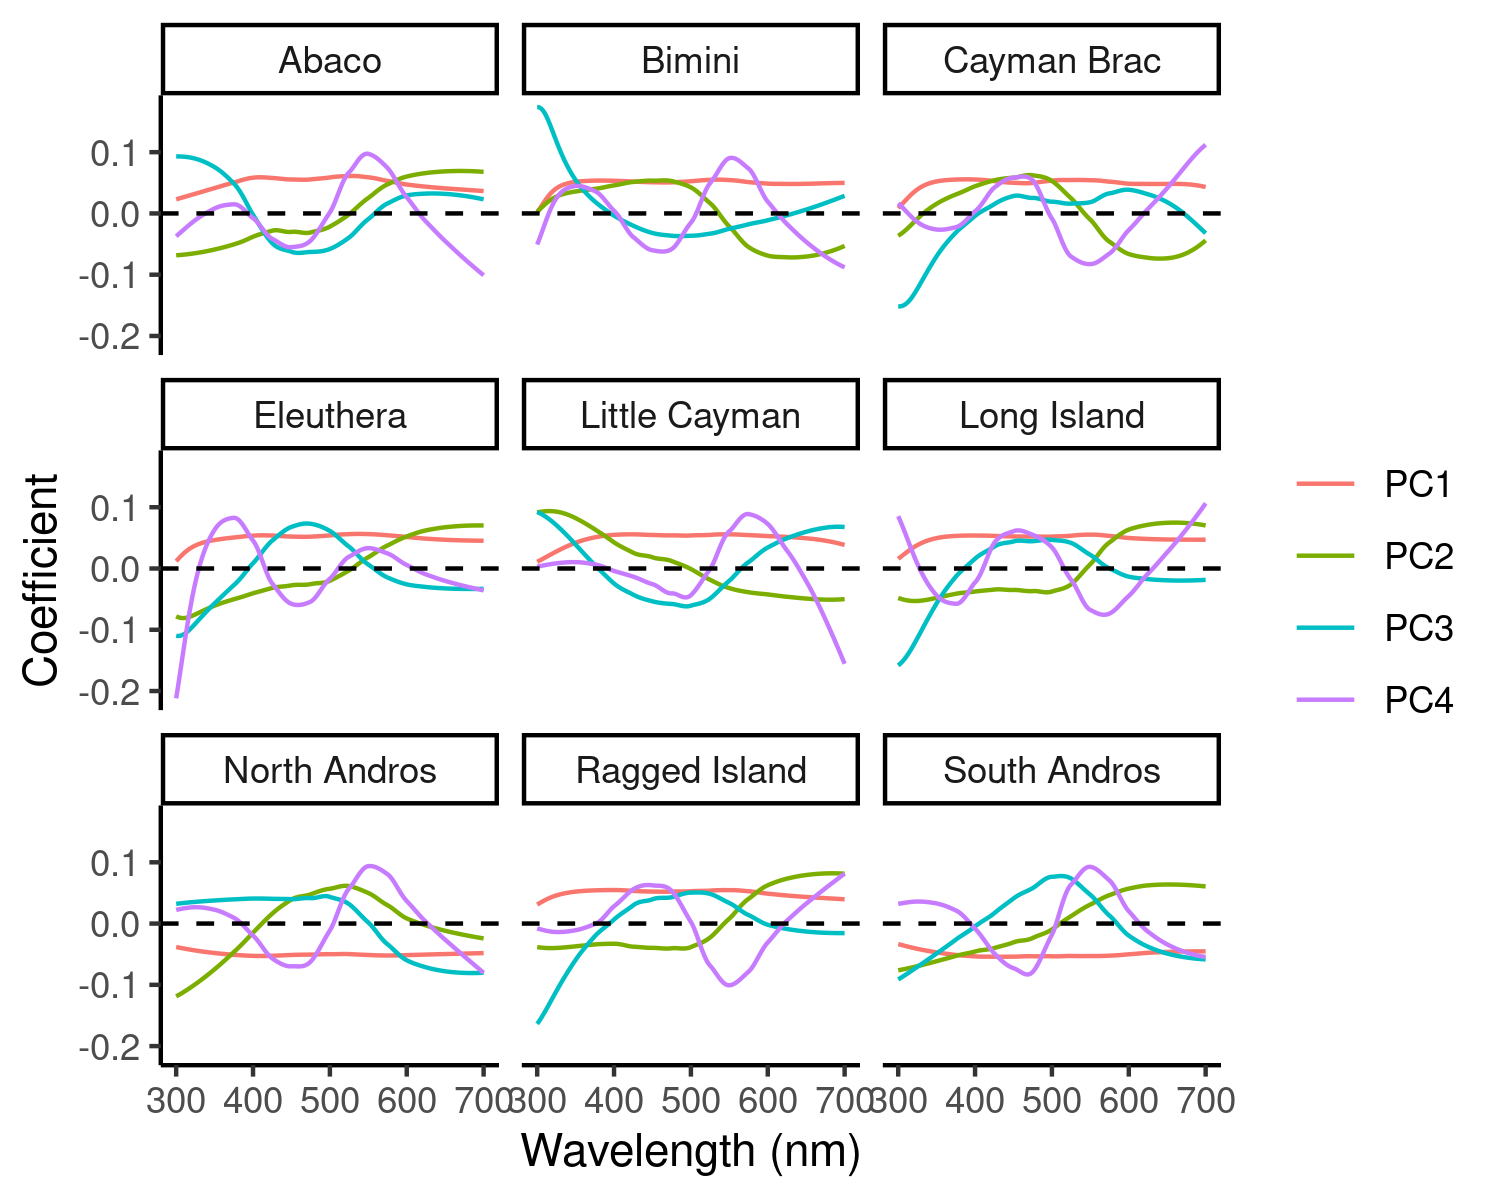 Abaco Bimini Cayman Brac
0.1
0.0
-0.1
-0.2
Eleuthera Little Cayman Long Island
0.1
0.0
-0.1
-0.2
Coefficient
PC1
PC2
PC3
PC4
North Andros Ragged Island South Andros
0.1
0.0
-0.1
-0.2
300 400 500 600 700 300 400 500 600 700 300 400 500 600 700
Wavelength (nm)